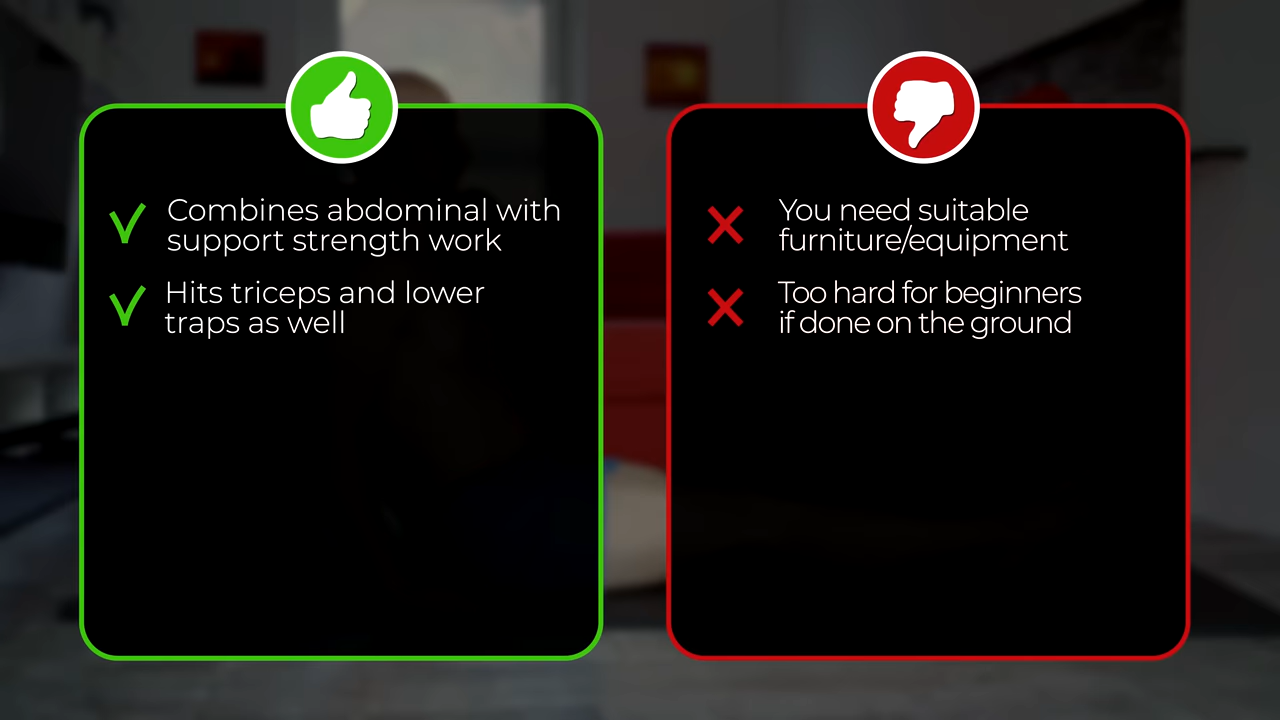 Combines abdominal with
support strength work
Hits triceps and lower
traps as well
You need suitable
furniture/equipment
Too hard for beginners
if done on the ground